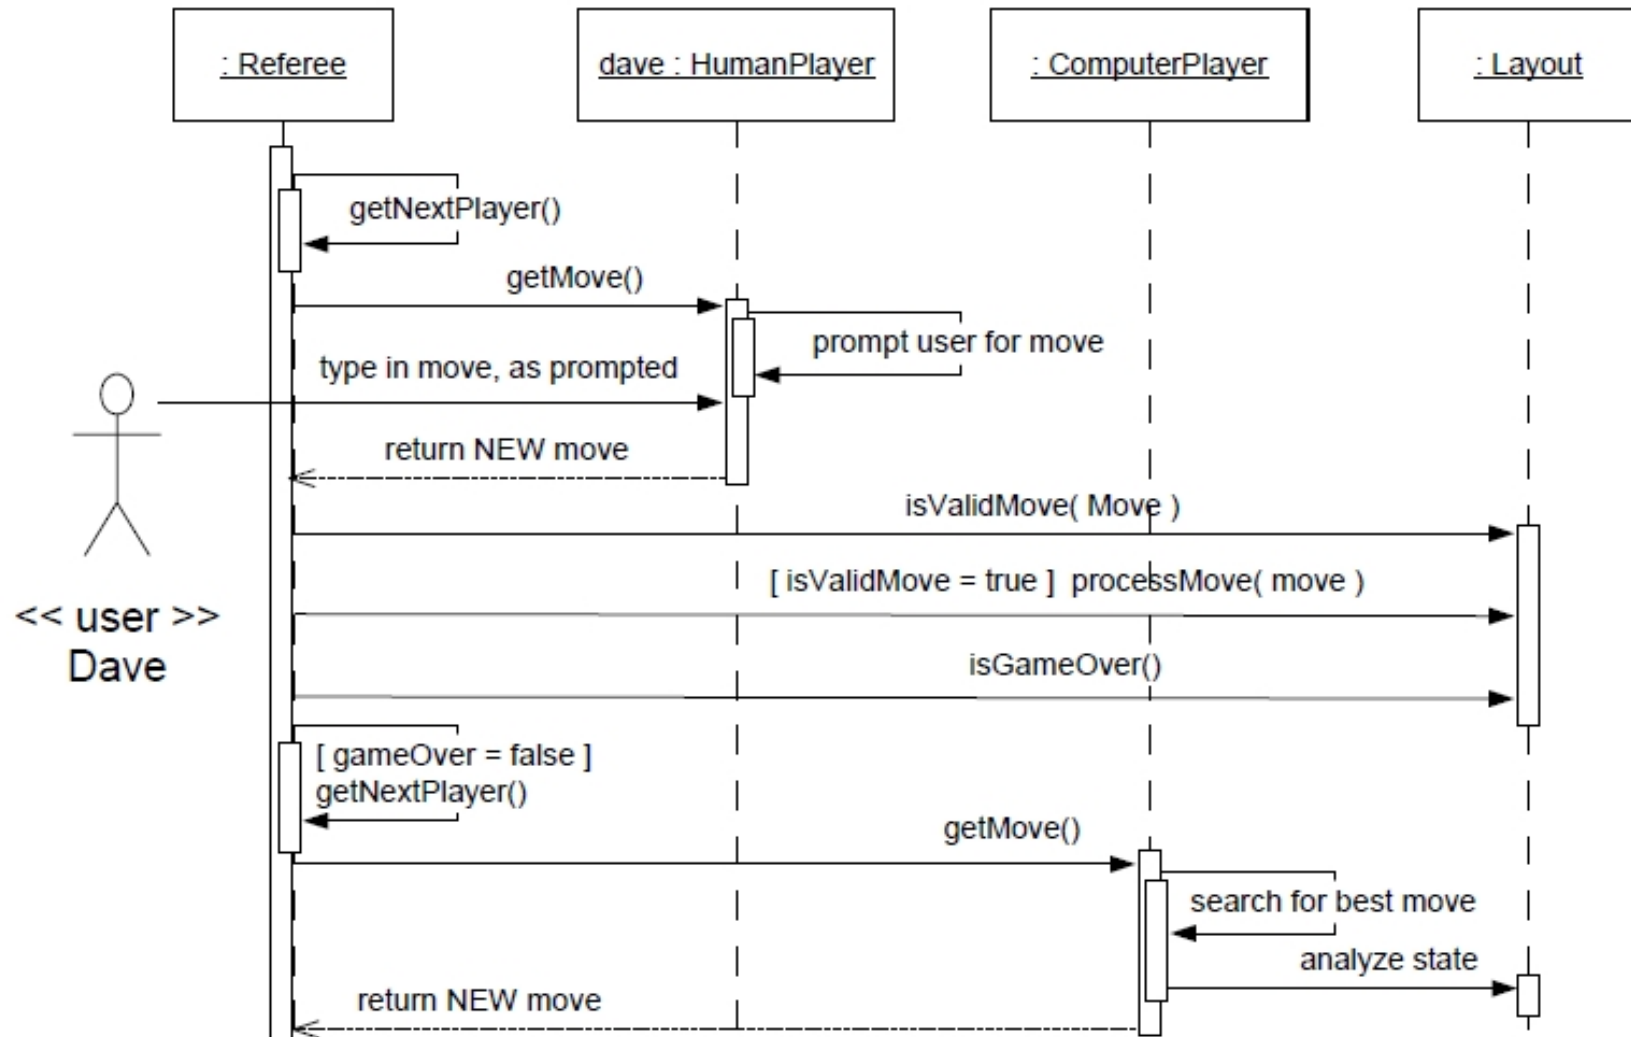 : Referee
dave : HumanPlayer
: ComputerPlayer
: Layout
getNextPlayer()
getMove()
prompt user for move
type in move, as prompted
return NEW move
isValidMove( Move )
[ isValidMove = true ]  processMove( move )
<< user >>
Dave
isGameOver()
[ gameOver = false ]
getNextPlayer()
getMove()
search for best move
analyze state
return NEW move